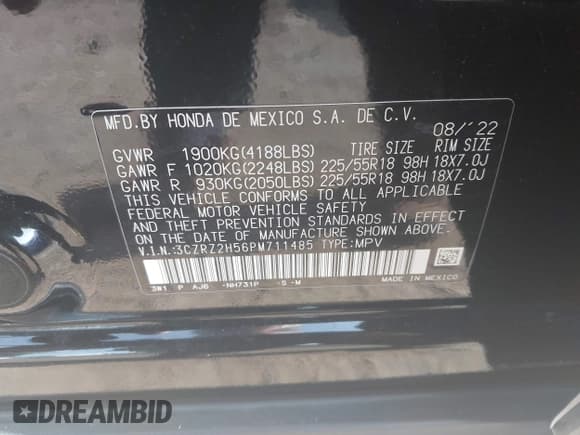 MFD.BY HONDA DE MEXICO S.A. DE C.V.
08/'22
GVWR 1900KG(4188LBS) TIRE SIZE RIM SIZE
GAWR F 1020KG(2248LBS) 225/55R18 98H 18X7.0J
GAWR R 930KG(2050LBS) 225/55R18 98H 18X7.0J
THIS VEHICLE CONFORMS TO ALL APPLICABLE
FEDERAL MOTOR VEHICLE SAFETY
AND THEFT PREVENTION STANDARDS IN EFFECT
ON THE DATE OF MANUFACTURE SHOWN ABOVE.
V.I.N.:3CZRZ2H56PM711485 TYPE:MPV
3W1 P AJ6 -NH731P -S -M
MADE IN MEXICO
DREAMBID